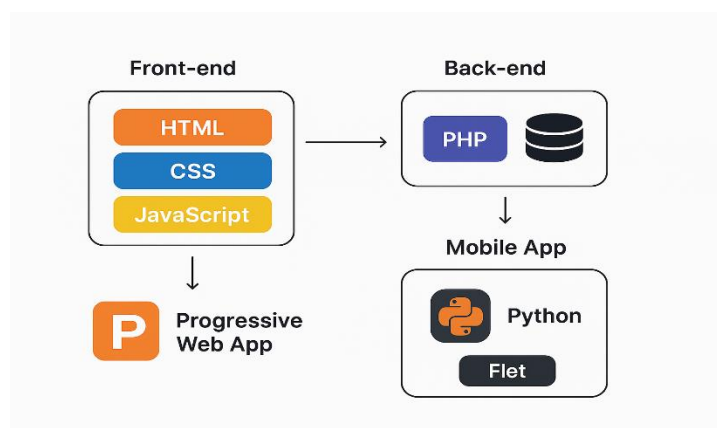 Front-end
HTML
CSS
JavaScript
P
Progressive
Web App
Back-end
PHP
Mobile App
Python
Flet